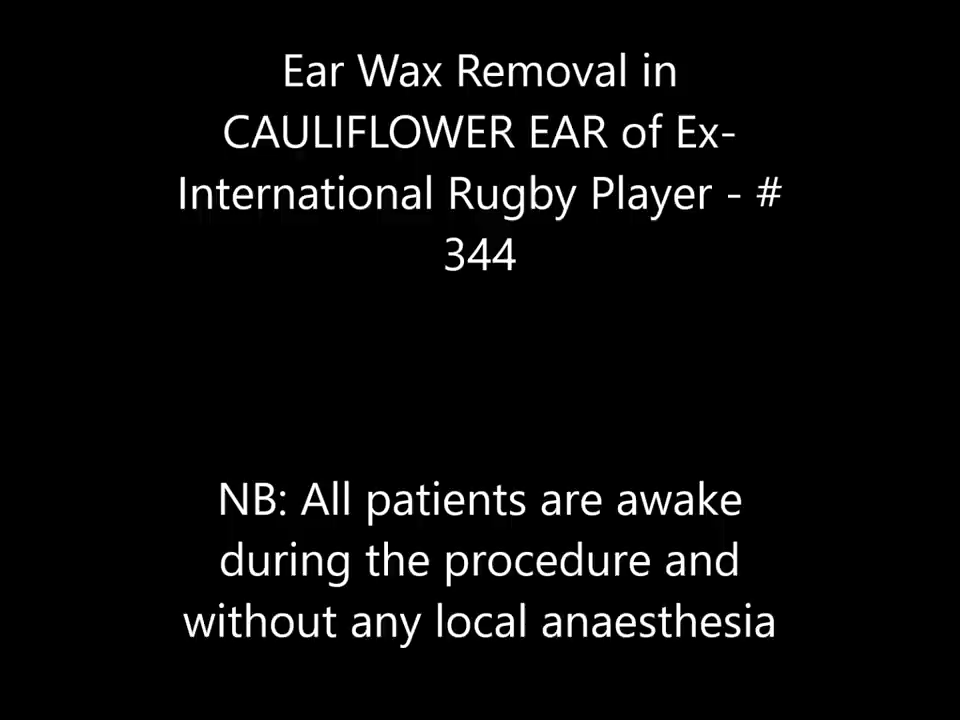 Ear Wax Removal in
CAULIFLOWER EAR of Ex-
International Rugby Player - #
344
NB: All patients are awake
during the procedure and
without any local anaesthesia